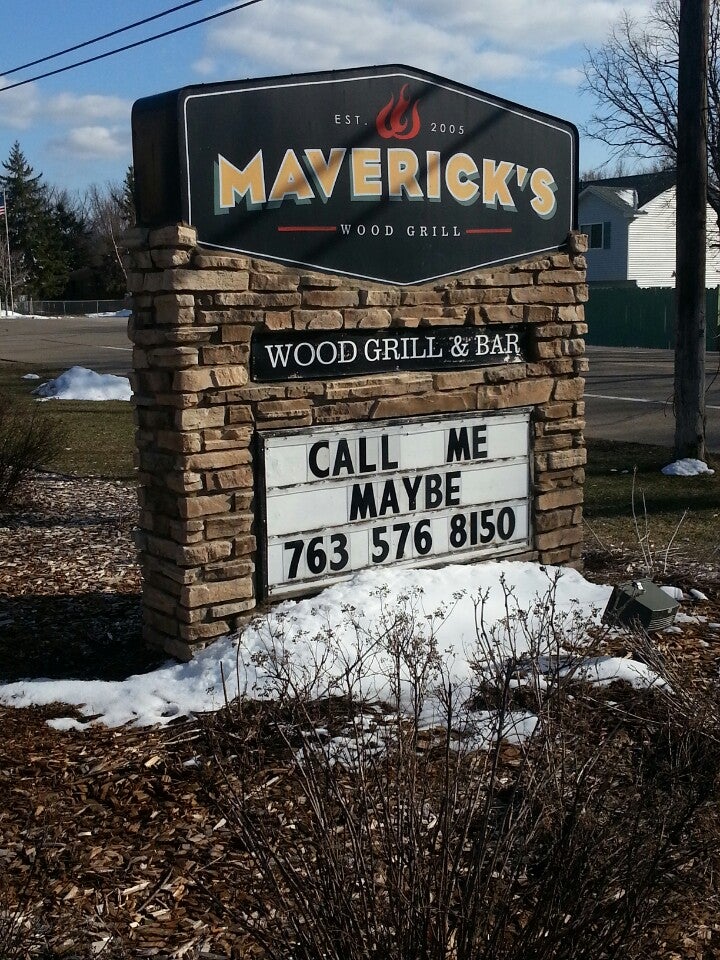 EST. 2005
MAVERICK'S
WOOD GRILL
WOOD GRILL & BAR
CALL ME
MAYBE
763 576 8150